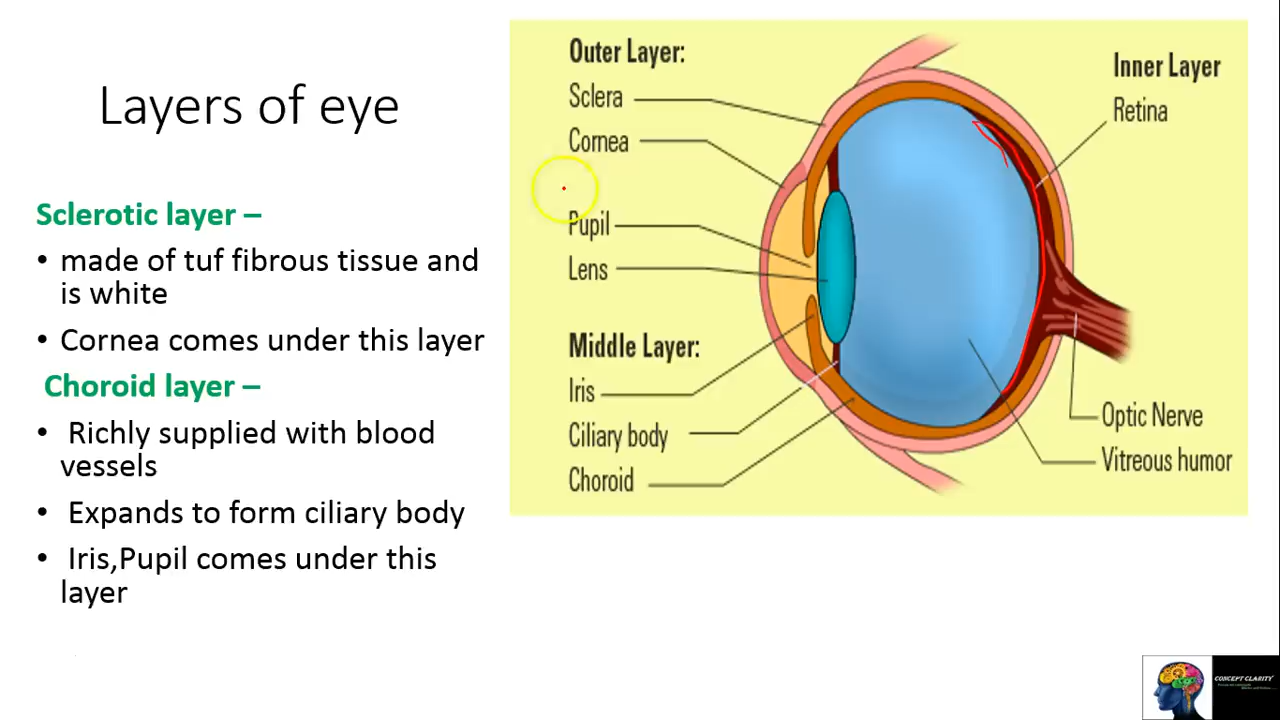 Layers of eye
Sclerotic layer –
• made of tuf fibrous tissue and
is white
• Cornea comes under this layer
Choroid layer –
• Richly supplied with blood
vessels
• Expands to form ciliary body
• Iris,Pupil comes under this
layer
Outer Layer:
Sclera
Cornea
Pupil
Lens
Middle Layer:
Iris
Ciliary body
Choroid
Inner Layer
Retina
Optic Nerve
Vitreous humor
CONCEPT CLARITY